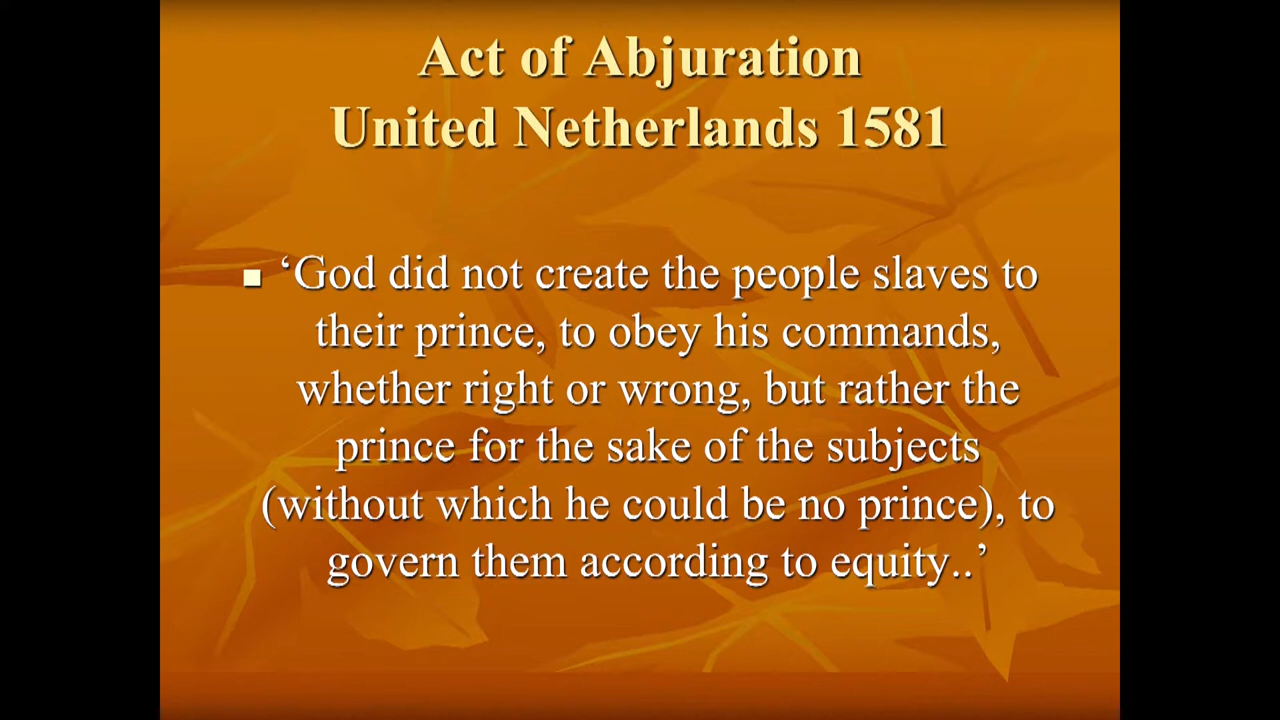 Act of Abjuration
United Netherlands 1581
‘God did not create the people slaves to
their prince, to obey his commands,
whether right or wrong, but rather the
prince for the sake of the subjects
(without which he could be no prince), to
govern them according to equity..’